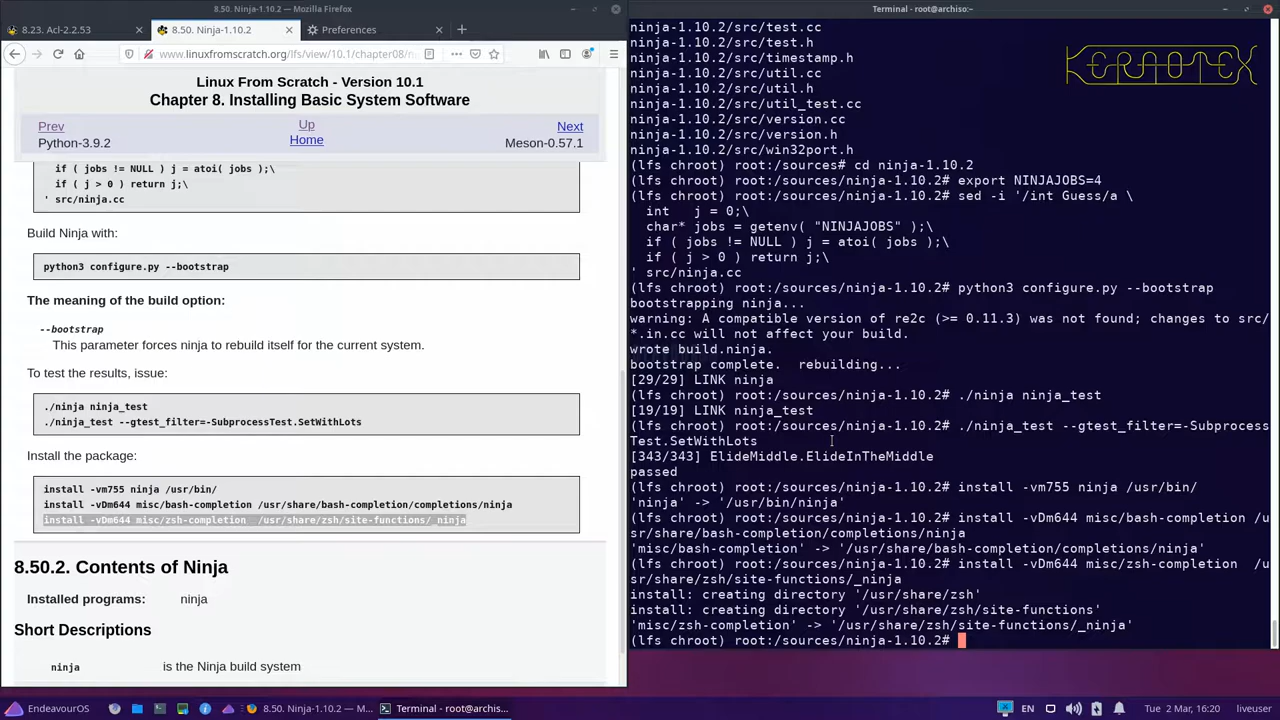 8.50. Ninja-1.10.2 — Mozilla Firefox
8.23. Acl-2.2.53
8.50. Ninja-1.10.2
Preferences
www.linuxfromscratch.org/lfs/view/10.1/chapter08/n
Linux From Scratch - Version 10.1
Chapter 8. Installing Basic System Software
Prev
Up
Next
Python-3.9.2
Home
Meson-0.57.1
if ( jobs != NULL ) j = atoi( jobs );\
if ( j > 0 ) return j;\
' src/ninja.cc
Build Ninja with:
python3 configure.py --bootstrap
The meaning of the build option:
--bootstrap
This parameter forces ninja to rebuild itself for the current system.
To test the results, issue:
./ninja ninja_test
./ninja_test --gtest_filter=-SubprocessTest.SetWithLots
Install the package:
install -vm755 ninja /usr/bin/
install -vDm644 misc/bash-completion /usr/share/bash-completion/completions/ninja
install -vDm644 misc/zsh-completion  /usr/share/zsh/site-functions/_ninja
8.50.2. Contents of Ninja
Installed programs:
ninja
Short Descriptions
ninja
is the Ninja build system
Terminal - root@archiso:~
KERAOTEX
ninja-1.10.2/src/test.cc
ninja-1.10.2/src/test.h
ninja-1.10.2/src/timestamp.h
ninja-1.10.2/src/util.cc
ninja-1.10.2/src/util.h
ninja-1.10.2/src/util_test.cc
ninja-1.10.2/src/version.cc
ninja-1.10.2/src/version.h
ninja-1.10.2/src/win32port.h
(lfs chroot) root:/sources# cd ninja-1.10.2
(lfs chroot) root:/sources/ninja-1.10.2# export NINJAJOBS=4
(lfs chroot) root:/sources/ninja-1.10.2# sed -i '/int Guess/a \
int   j = 0;\
char* jobs = getenv( "NINJAJOBS" );\
if ( jobs != NULL ) j = atoi( jobs );\
if ( j > 0 ) return j;\
' src/ninja.cc
(lfs chroot) root:/sources/ninja-1.10.2# python3 configure.py --bootstrap
bootstrapping ninja...
warning: A compatible version of re2c (>= 0.11.3) was not found; changes to src/
*.in.cc will not affect your build.
wrote build.ninja.
bootstrap complete.  rebuilding...
[29/29] LINK ninja
(lfs chroot) root:/sources/ninja-1.10.2# ./ninja ninja_test
[19/19] LINK ninja_test
(lfs chroot) root:/sources/ninja-1.10.2# ./ninja_test --gtest_filter=-Subprocess
Test.SetWithLots
[343/343] ElideMiddle.ElideInTheMiddle
passed
(lfs chroot) root:/sources/ninja-1.10.2# install -vm755 ninja /usr/bin/
'ninja' -> '/usr/bin/ninja'
(lfs chroot) root:/sources/ninja-1.10.2# install -vDm644 misc/bash-completion /u
sr/share/bash-completion/completions/ninja
'misc/bash-completion' -> '/usr/share/bash-completion/completions/ninja'
(lfs chroot) root:/sources/ninja-1.10.2# install -vDm644 misc/zsh-completion  /u
sr/share/zsh/site-functions/_ninja
install: creating directory '/usr/share/zsh'
install: creating directory '/usr/share/zsh/site-functions'
'misc/zsh-completion' -> '/usr/share/zsh/site-functions/_ninja'
(lfs chroot) root:/sources/ninja-1.10.2#
EndeavourOS
8.50. Ninja-1.10.2 — M...
Terminal - root@archiso...
EN
Tue 2 Mar, 16:20
liveuser